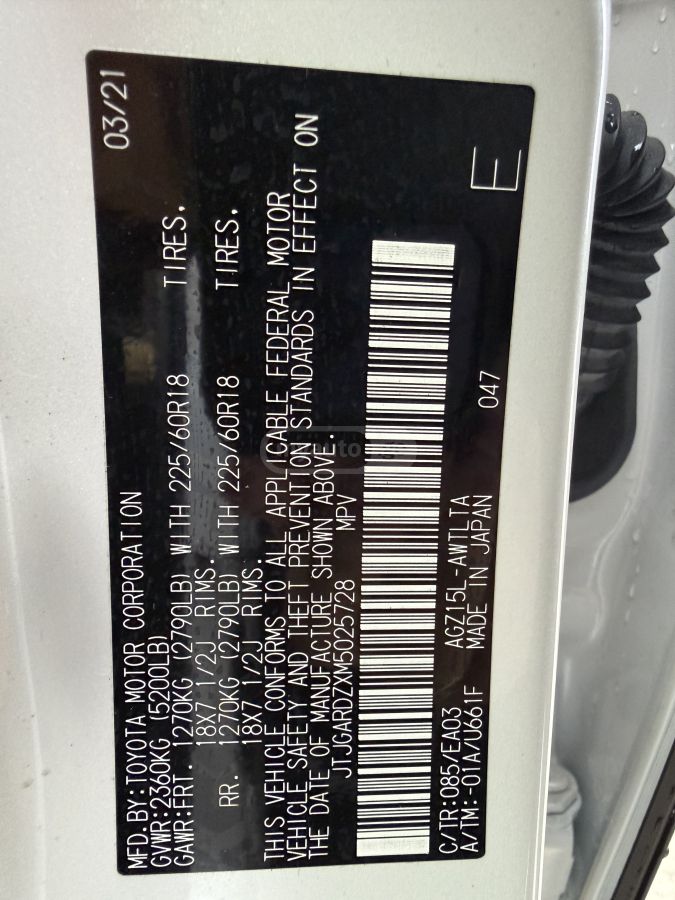 MFD.BY:TOYOTA MOTOR CORPORATION 03/21
GVWR:2360KG (5200LB)
GAWR:FRT. 1270KG (2790LB) WITH 225/60R18 TIRES.
18X7 1/2J RIMS.
RR. 1270KG (2790LB) WITH 225/60R18 TIRES.
18X7 1/2J RIMS.
THIS VEHICLE CONFORMS TO ALL APPLICABLE FEDERAL MOTOR
VEHICLE SAFETY AND THEFT PREVENTION STANDARDS IN EFFECT ON
THE DATE OF MANUFACTURE SHOWN ABOVE.
JTJGARDZXM5025728 MPV
C/TR:085/EA03 AGZ15L-AWTLTA
A/TM:-01A/U661F MADE IN JAPAN 047
E